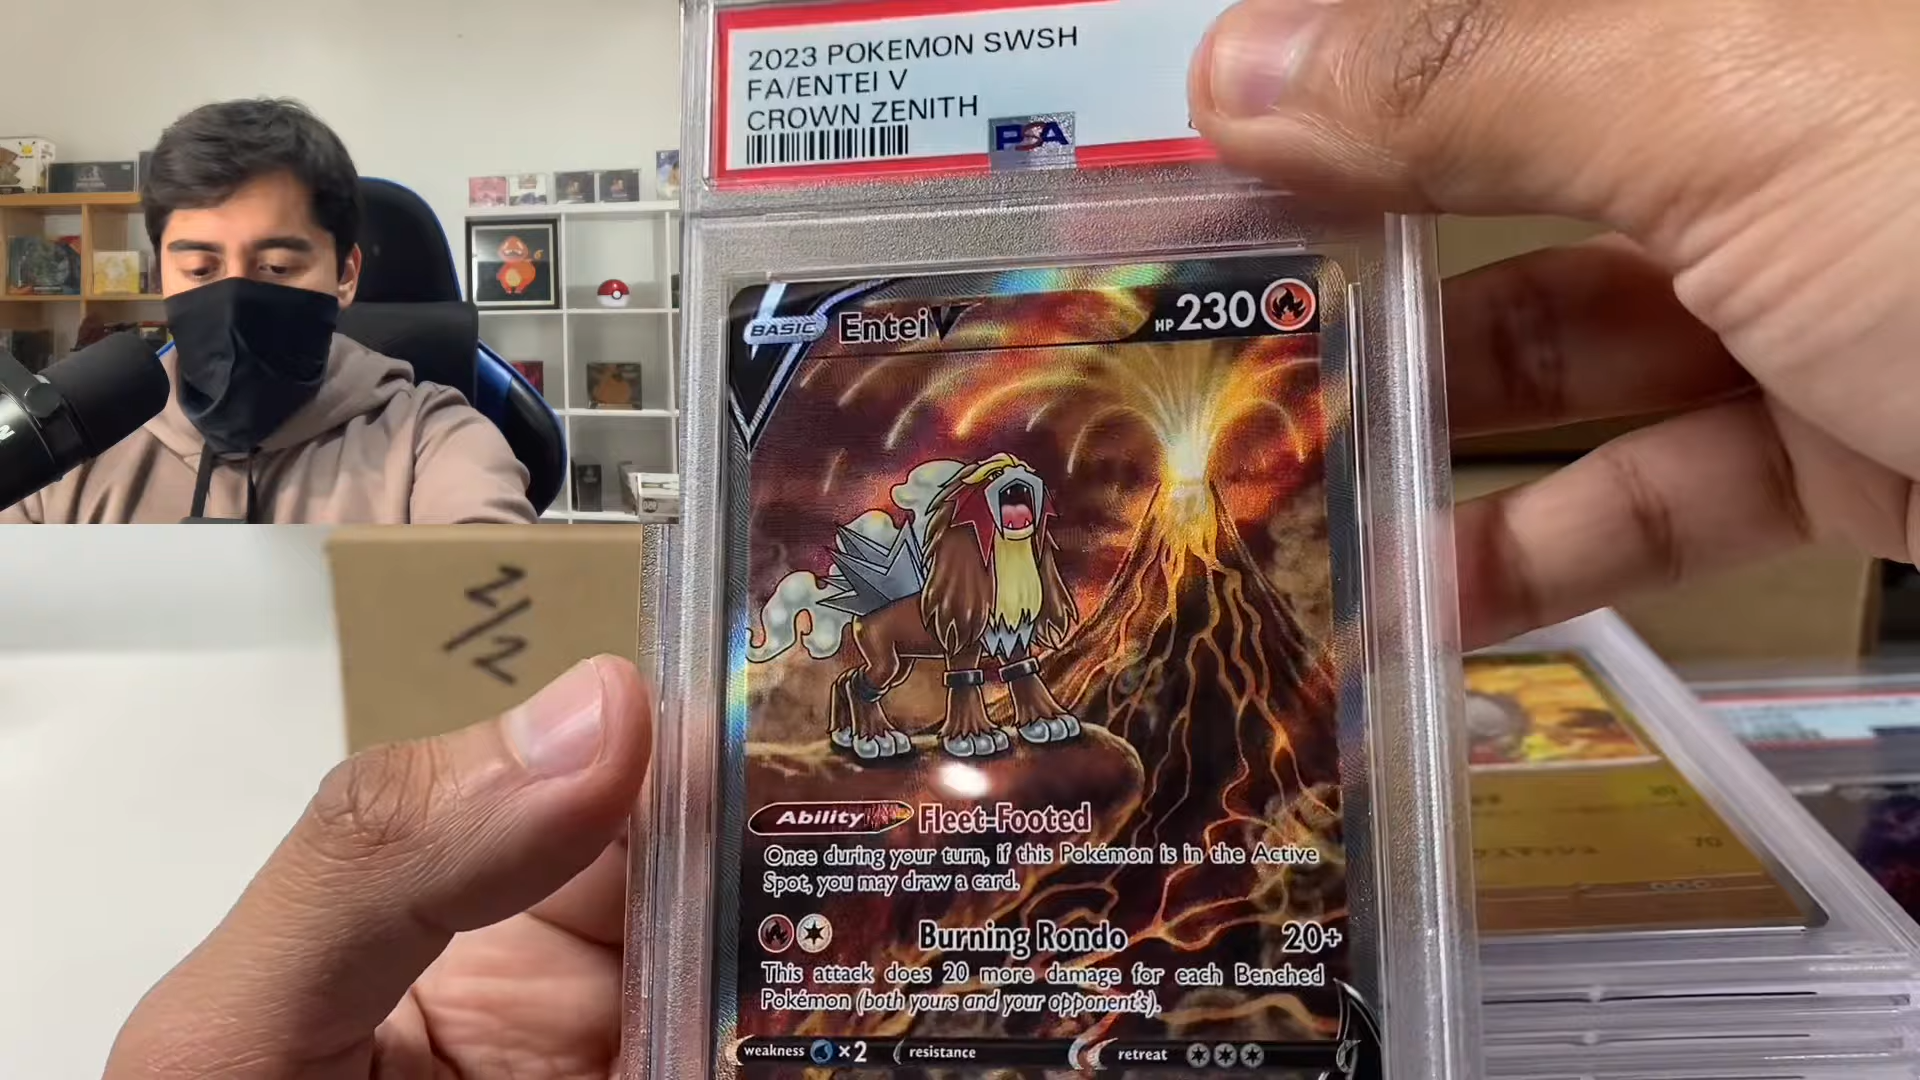 2023 POKEMON SWSH
FA/ENTEI V
CROWN ZENITH
PSA
BASIC
Entei V
HP 230
2/2
Ability Fleet-Footed
Once during your turn, if this Pokémon is in the Active
Spot, you may draw a card.
Burning Rondo 20+
This attack does 20 more damage for each Benched
Pokémon (both yours and your opponent's).
weakness ×2 resistance retreat